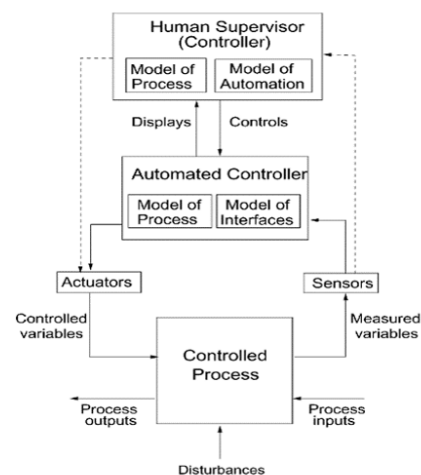 Human Supervisor
(Controller)
Model of
Process
Model of
Automation
Displays
Controls
Automated Controller
Model of
Process
Model of
Interfaces
Actuators
Sensors
Controlled
variables
Measured
variables
Controlled
Process
Process
outputs
Process
inputs
Disturbances